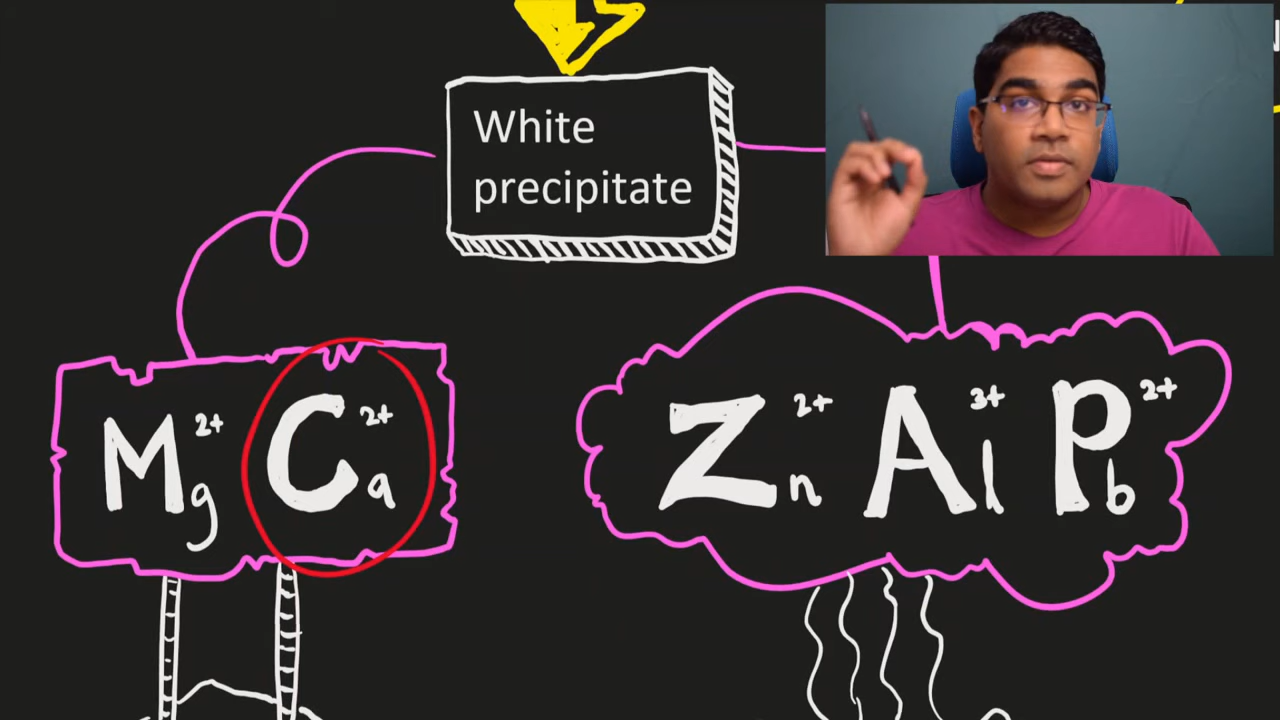 White
precipitate
Mg²⁺ Ca²⁺
Zn²⁺ Al³⁺ Pb²⁺